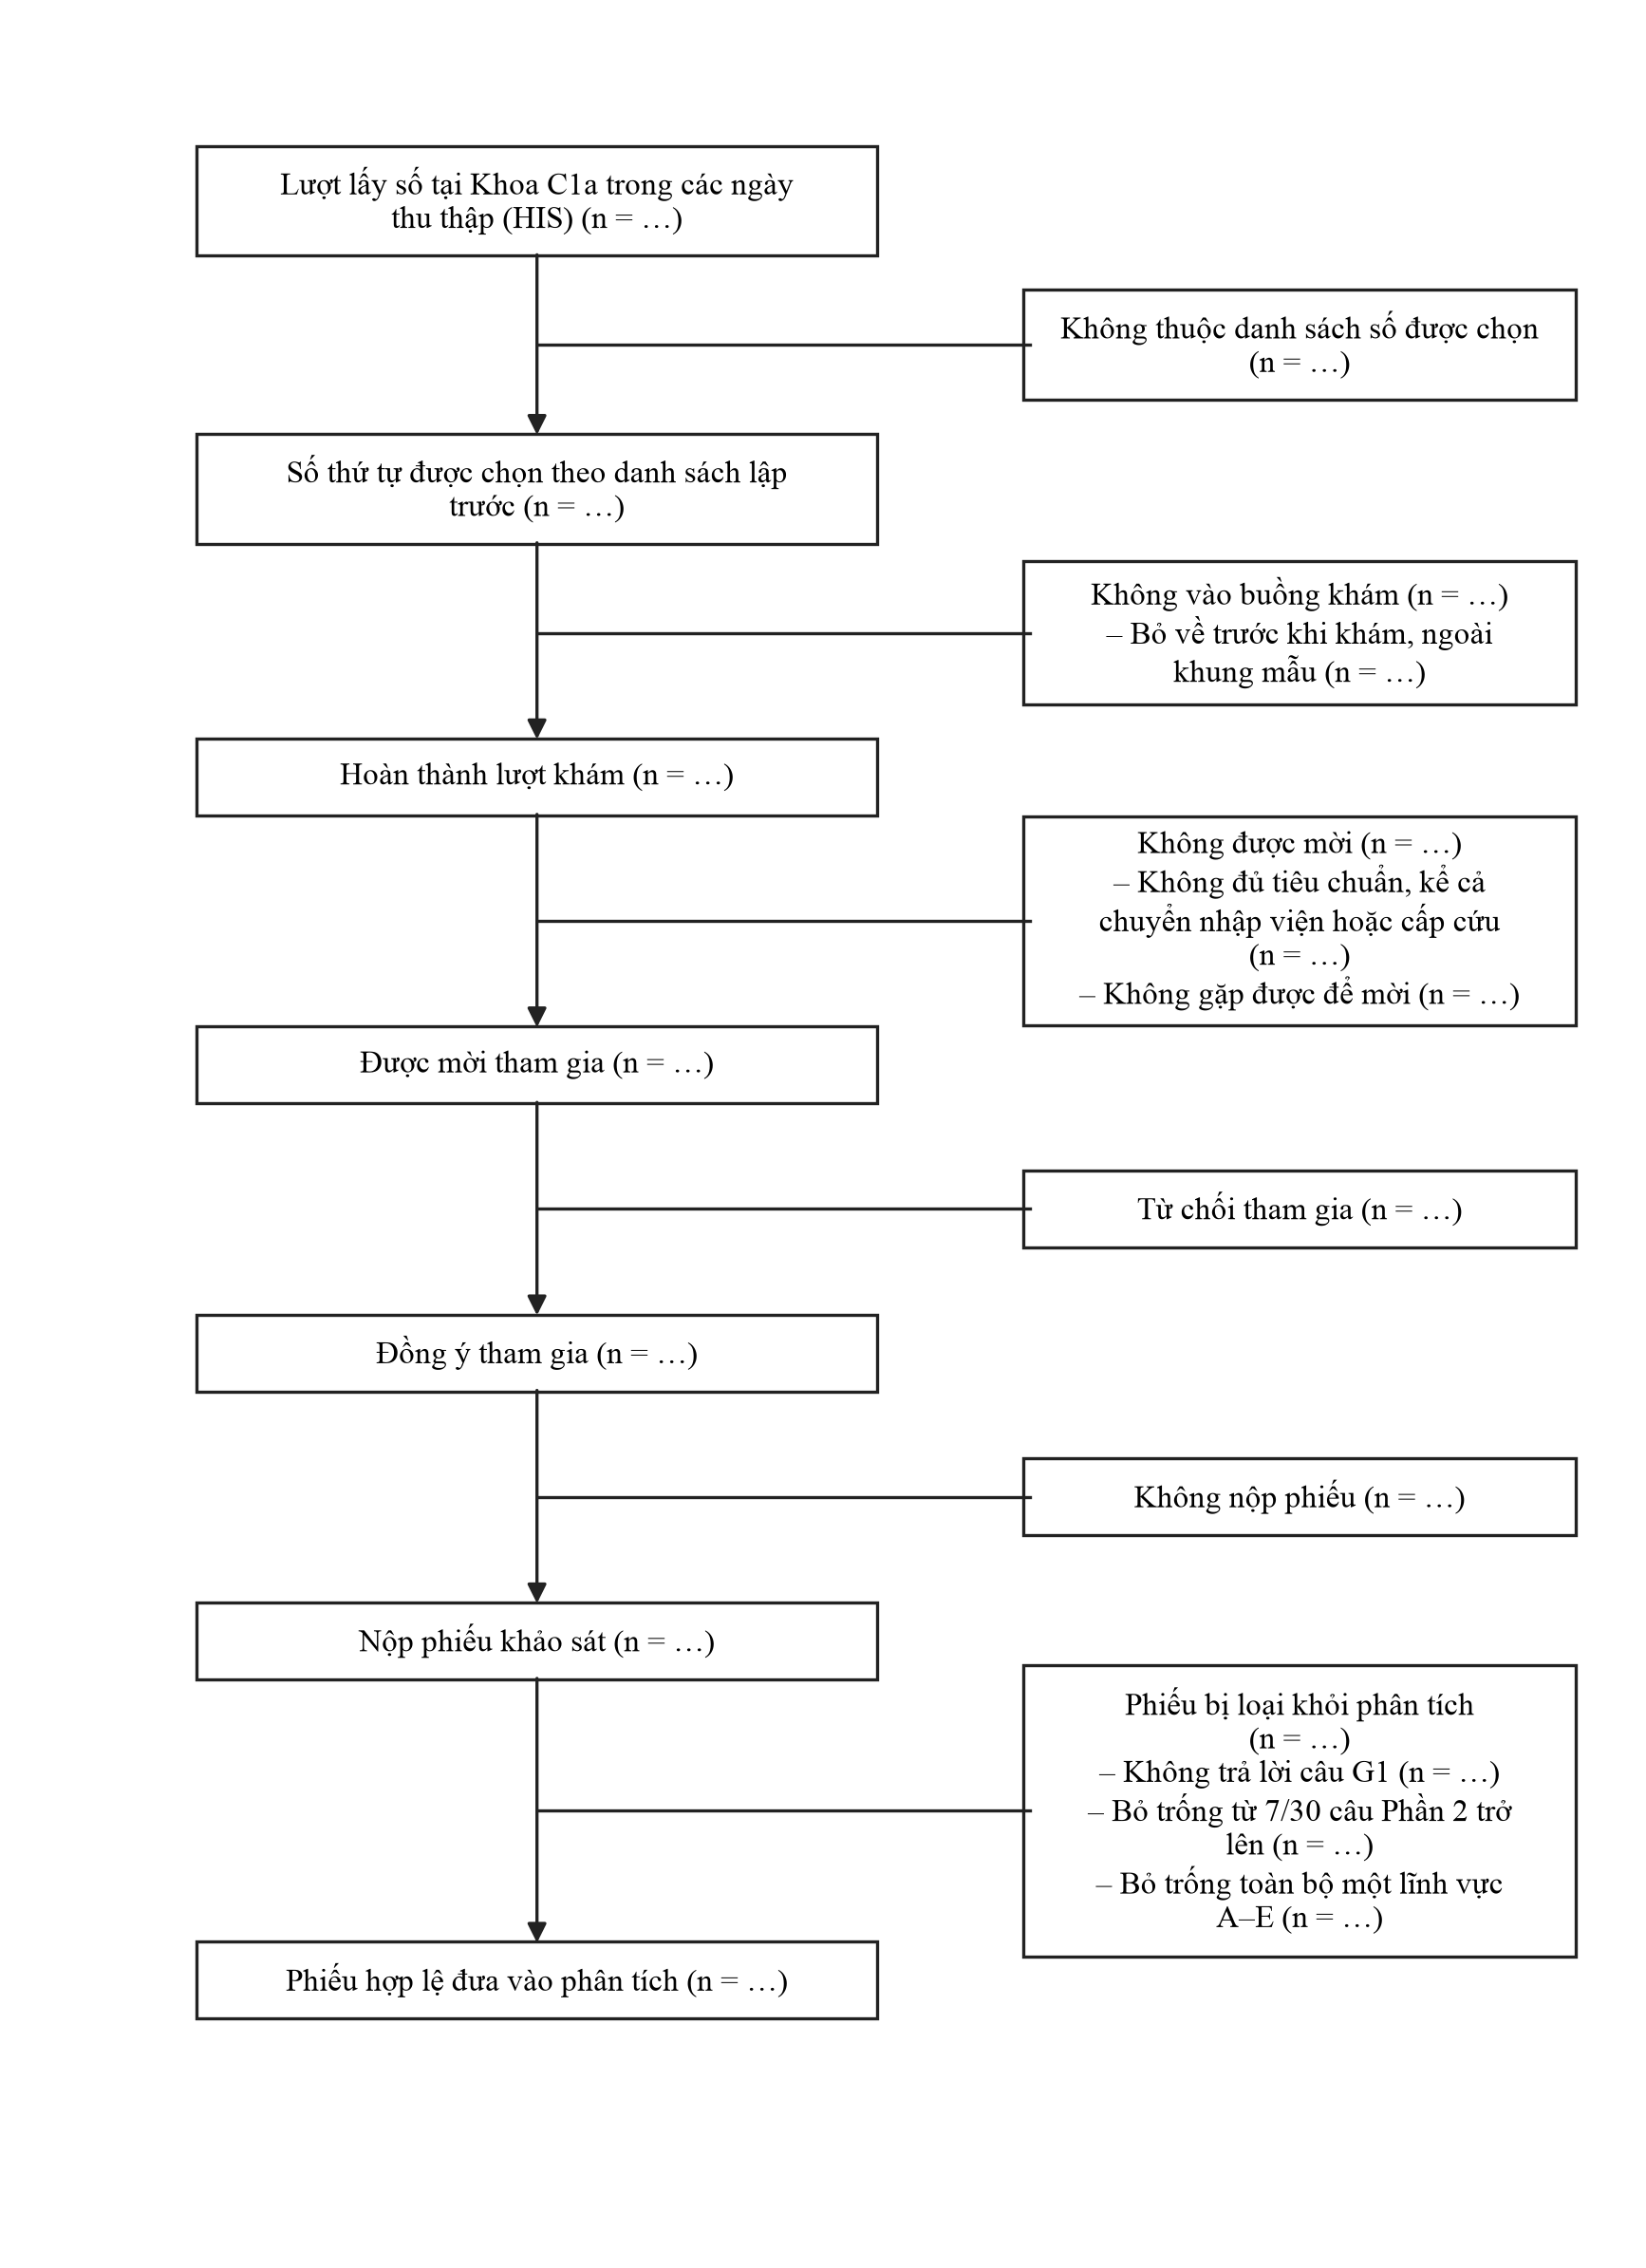 Lượt lấy số tại Khoa C1a trong các ngày
thu thập (HIS) (n = …)
Không thuộc danh sách số được chọn
(n = …)
Số thứ tự được chọn theo danh sách lập
trước (n = …)
Không vào buồng khám (n = …)
– Bỏ về trước khi khám, ngoài
khung mẫu (n = …)
Hoàn thành lượt khám (n = …)
Không được mời (n = …)
– Không đủ tiêu chuẩn, kể cả
chuyển nhập viện hoặc cấp cứu
(n = …)
– Không gặp được để mời (n = …)
Được mời tham gia (n = …)
Từ chối tham gia (n = …)
Đồng ý tham gia (n = …)
Không nộp phiếu (n = …)
Nộp phiếu khảo sát (n = …)
Phiếu bị loại khỏi phân tích
(n = …)
– Không trả lời câu G1 (n = …)
– Bỏ trống từ 7/30 câu Phần 2 trở
lên (n = …)
– Bỏ trống toàn bộ một lĩnh vực
A–E (n = …)
Phiếu hợp lệ đưa vào phân tích (n = …)